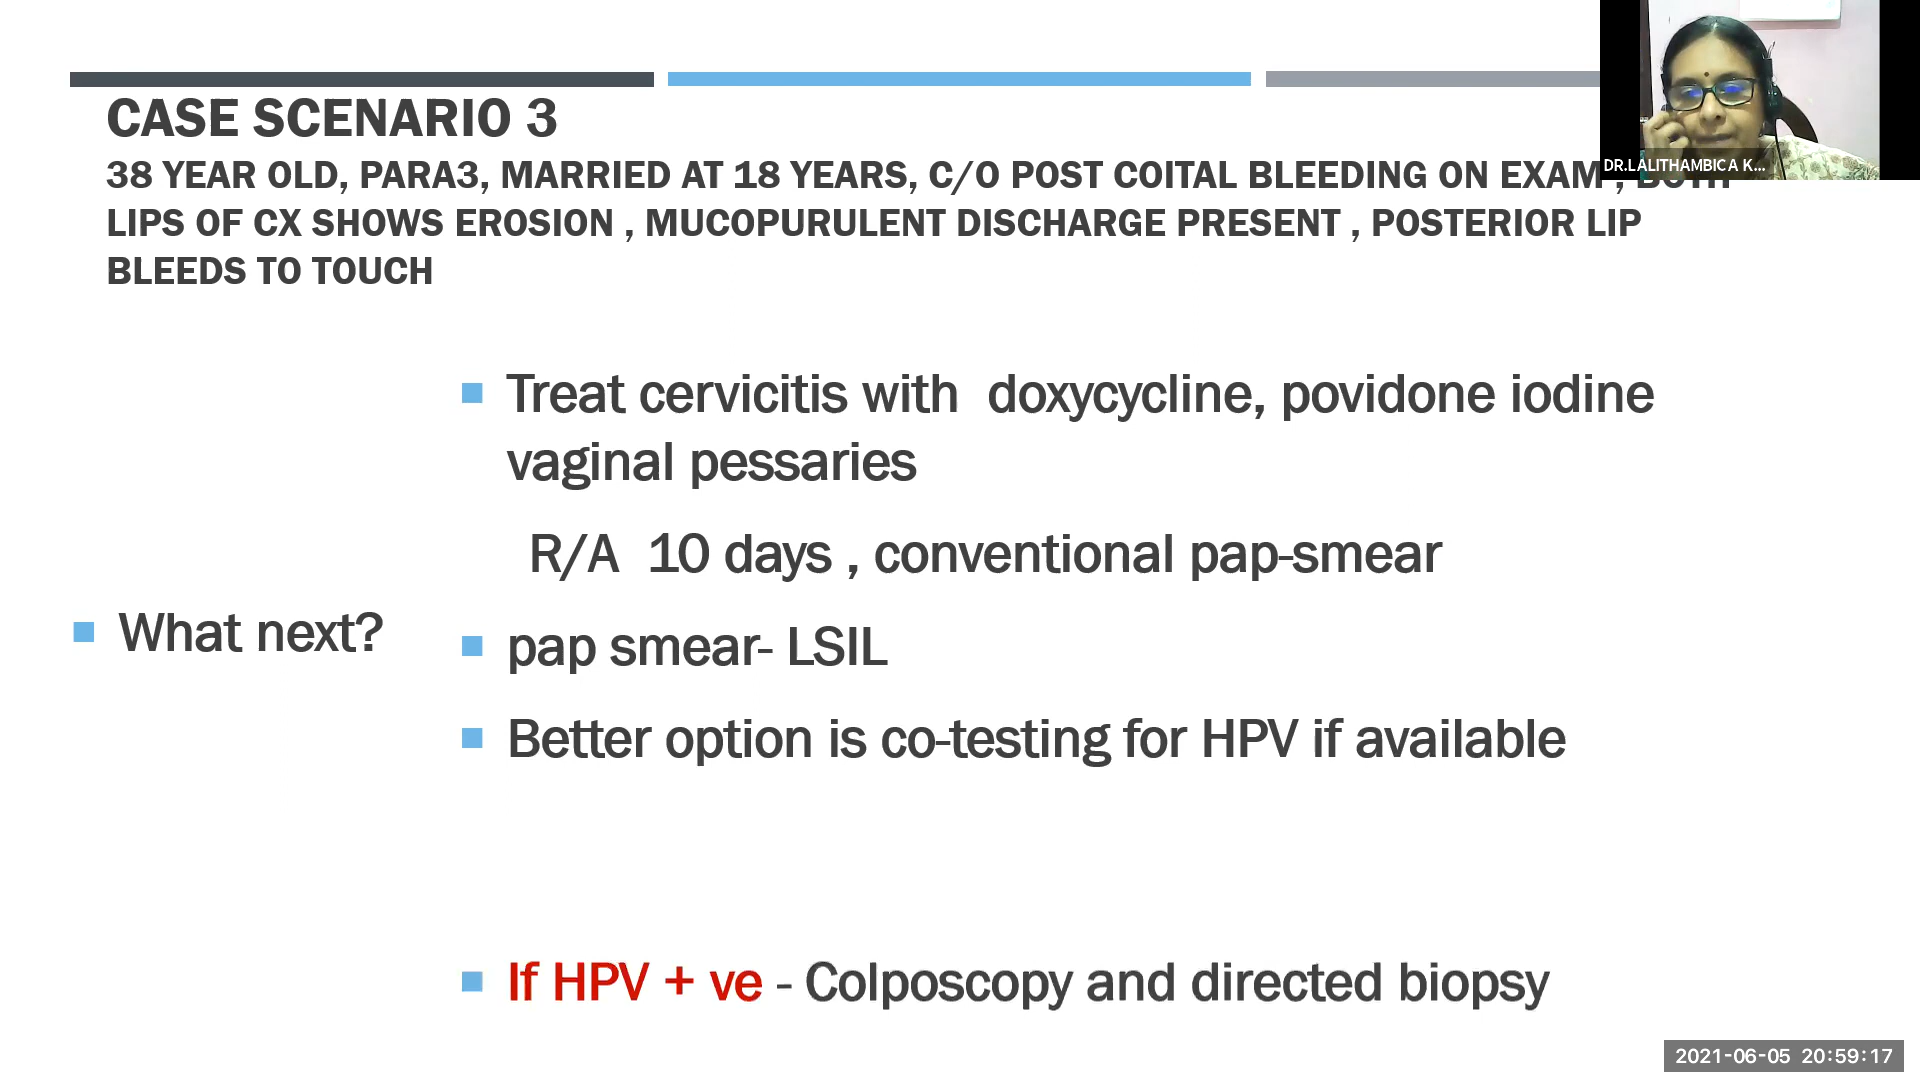 CASE SCENARIO 3
38 YEAR OLD, PARA3, MARRIED AT 18 YEARS, C/O POST COITAL BLEEDING ON EXAM ,
LIPS OF CX SHOWS EROSION , MUCOPURULENT DISCHARGE PRESENT , POSTERIOR LIP
BLEEDS TO TOUCH
DR.LALITHAMBICA K...
What next?
Treat cervicitis with doxycycline, povidone iodine
vaginal pessaries
R/A 10 days , conventional pap-smear
pap smear- LSIL
Better option is co-testing for HPV if available
If HPV + ve - Colposcopy and directed biopsy
2021-06-05 20:59:17